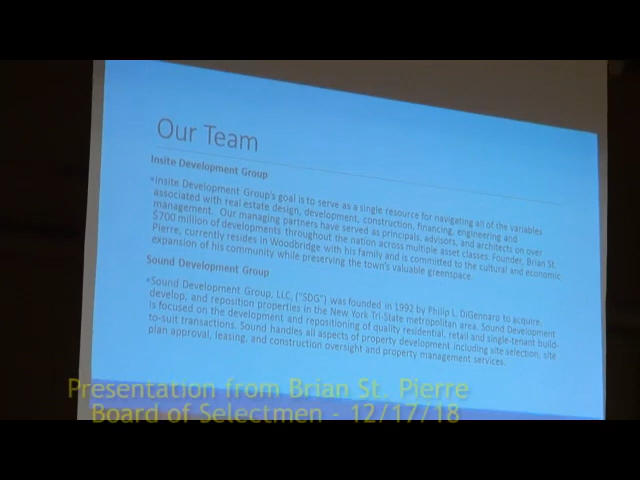 Our Team
Insite Development Group
•Insite Development Group's goal is to serve as a single resource for navigating all of the variables
associated with real estate design, development, construction, financing, engineering and
management. Our managing partners have served as principals, advisors, and architects on over
$700 million of developments throughout the nation across multiple asset classes. Founder, Brian St.
Pierre, currently resides in Woodbridge with his family and is committed to the cultural and economic
expansion of his community while preserving the town's valuable greenspace.
Sound Development Group
•Sound Development Group, LLC, ("SDG") was founded in 1992 by Philip L. DiGennaro to acquire,
develop, and reposition properties in the New York Tri-State metropolitan area. Sound Development
is focused on the development and repositioning of quality residential, retail and single-tenant build-
to-suit transactions. Sound handles all aspects of property development including site selection, site
plan approval, leasing, and construction oversight and property management services.
Presentation from Brian St. Pierre
Board of Selectmen - 12/17/18